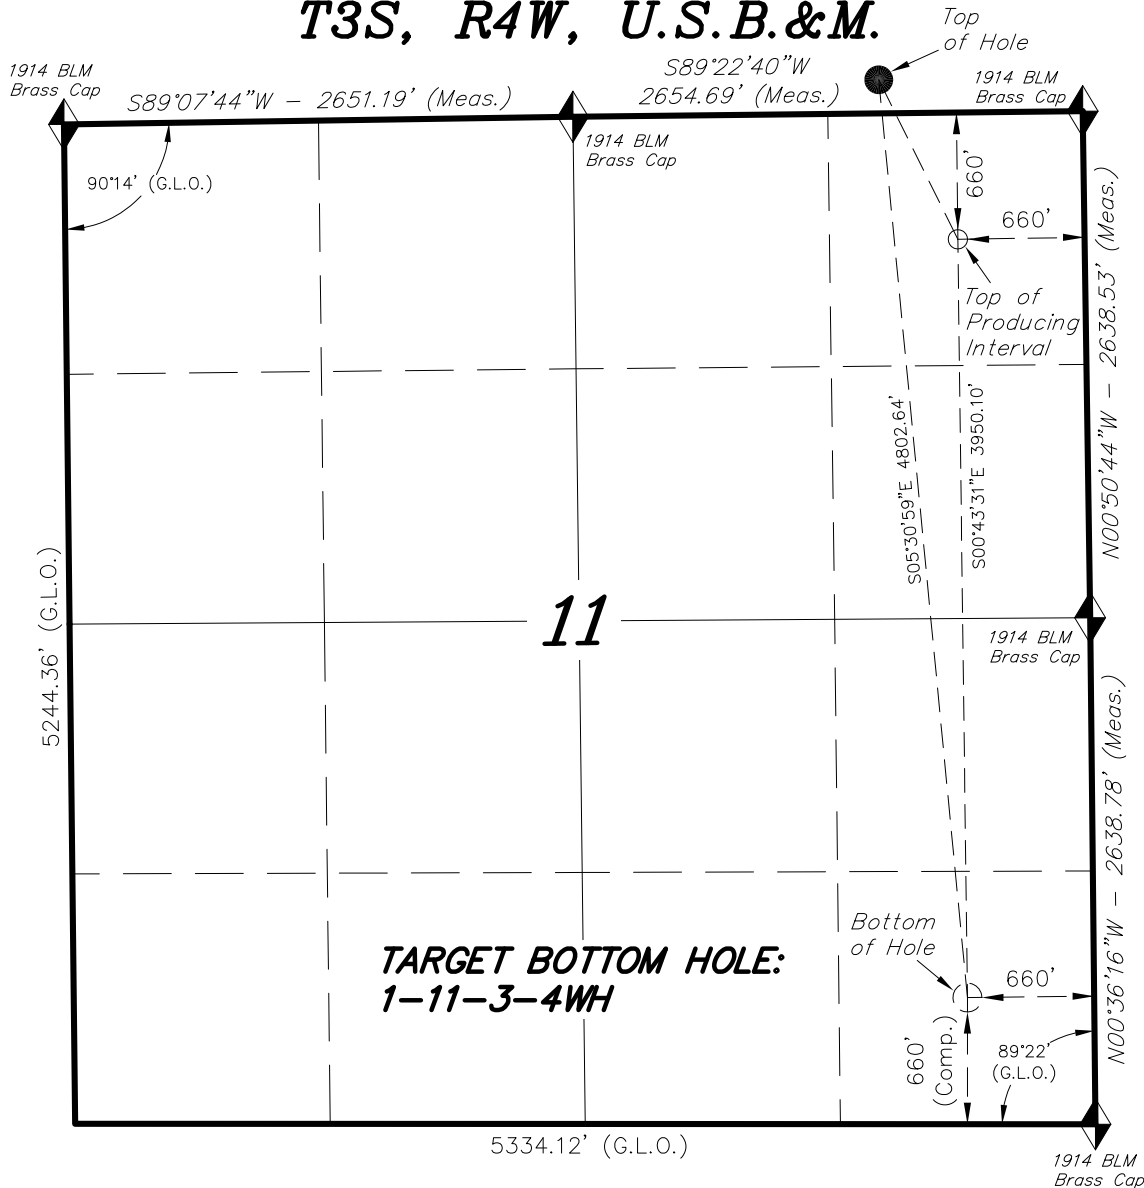 T3S, R4W, U.S.B.&M.
Top
of Hole
1914 BLM
Brass Cap
S89°07'44"W - 2651.19' (Meas.)
S89°22'40"W
2654.69' (Meas.)
1914 BLM
Brass Cap
1914 BLM
Brass Cap
90°14' (G.L.O.)
660'
660'
N00°50'44"W - 2638.53' (Meas.)
Top of
Producing
Interval
S05°30'59"E 4802.64'
S00°43'31"E 3950.10'
5244.36' (G.L.O.)
11
1914 BLM
Brass Cap
N00°36'16"W - 2638.78' (Meas.)
Bottom
of Hole
TARGET BOTTOM HOLE:
1-11-3-4WH
660'
660'
(Comp.)
89°22'
(G.L.O.)
5334.12' (G.L.O.)
1914 BLM
Brass Cap